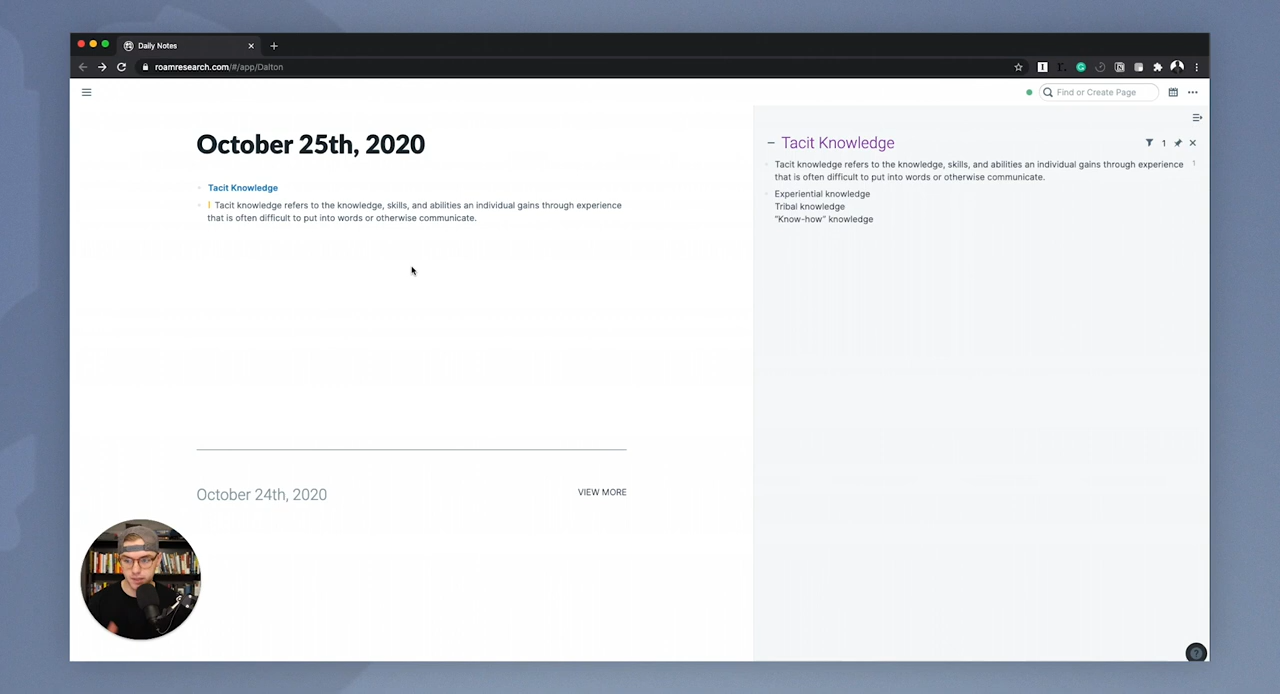 Daily Notes
roamresearch.com/#/app/Dalton
Find or Create Page
October 25th, 2020
Tacit Knowledge
Tacit knowledge refers to the knowledge, skills, and abilities an individual gains through experience
that is often difficult to put into words or otherwise communicate.
October 24th, 2020
VIEW MORE
Tacit Knowledge
1
Tacit knowledge refers to the knowledge, skills, and abilities an individual gains through experience
1
that is often difficult to put into words or otherwise communicate.
Experiential knowledge
Tribal knowledge
"Know-how" knowledge